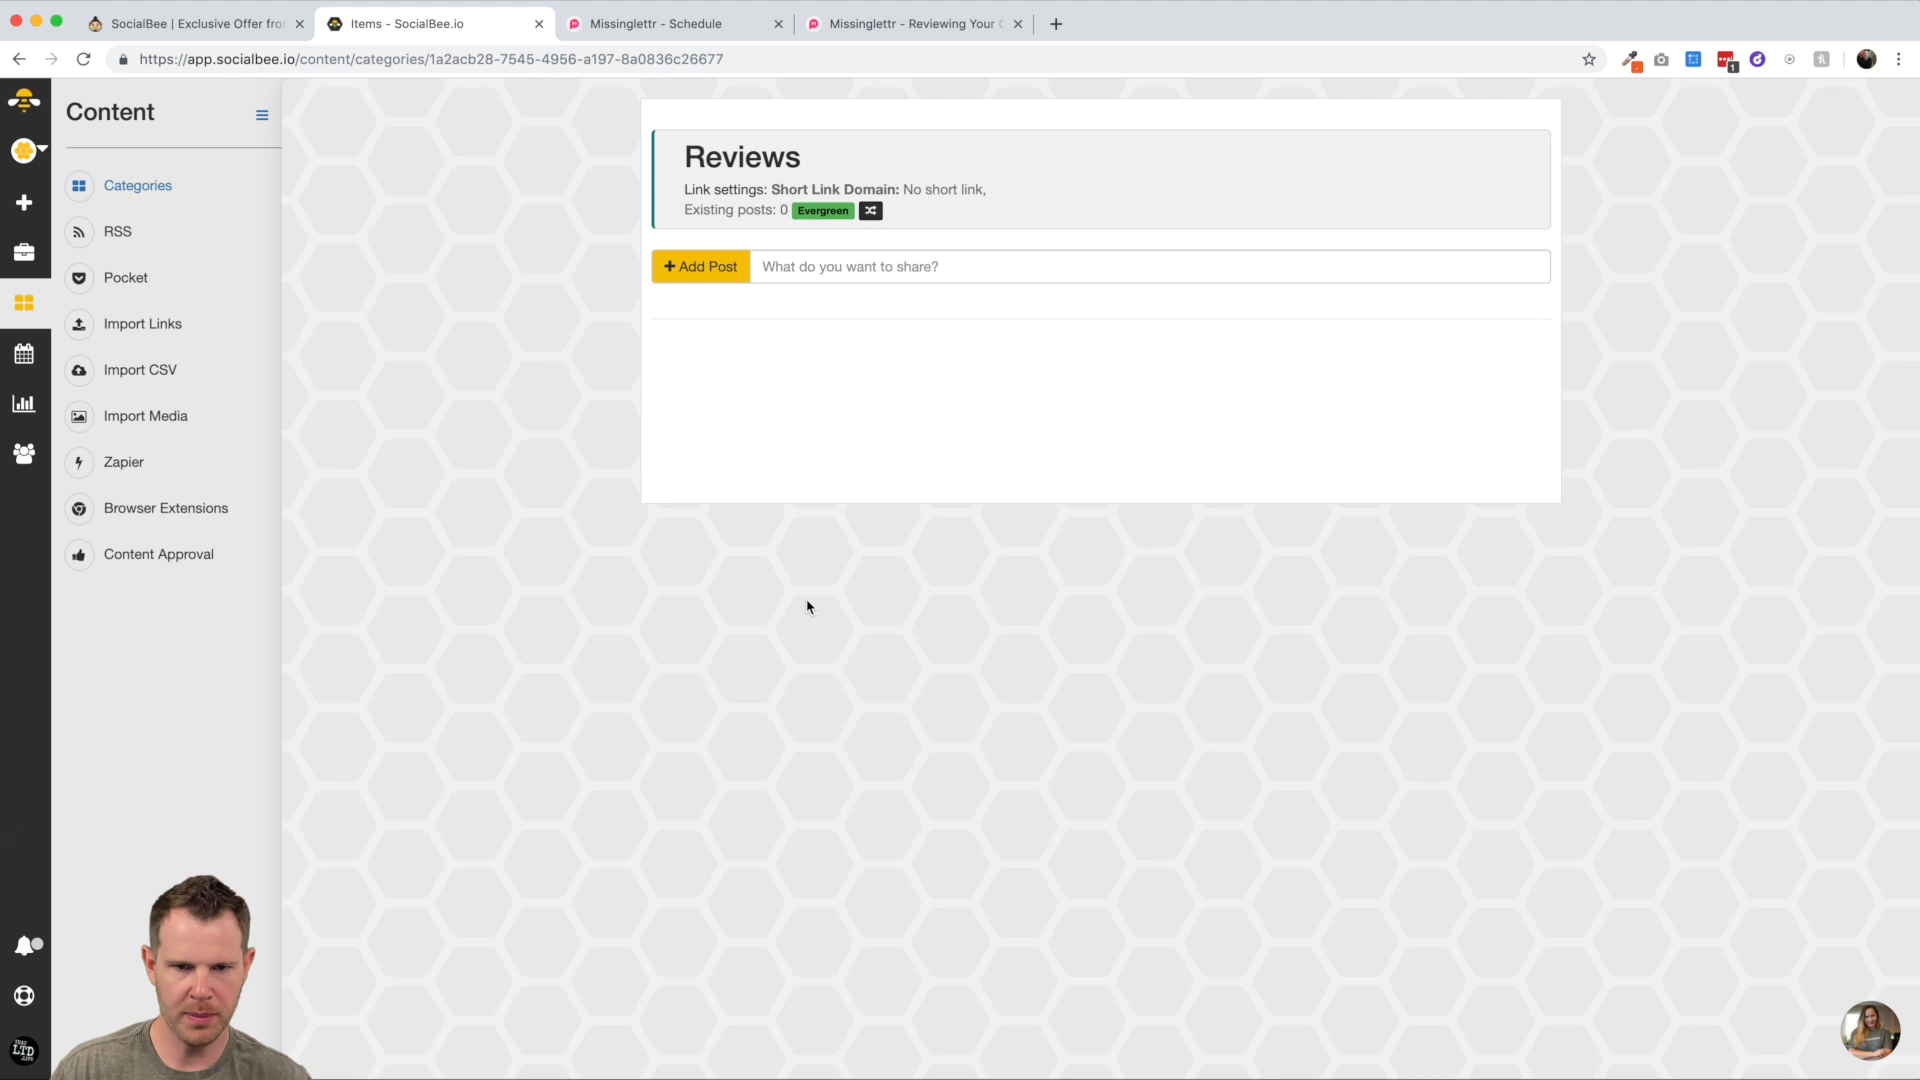 SocialBee | Exclusive Offer fro
Items - SocialBee.io
Missinglettr - Schedule
Missinglettr - Reviewing Your C
https://app.socialbee.io/content/categories/1a2acb28-7545-4956-a197-8a0836c26677
1
Content
Categories
RSS
Pocket
Import Links
Import CSV
Import Media
Zapier
Browser Extensions
Content Approval
Reviews
Link settings: Short Link Domain: No short link,
Existing posts: 0 Evergreen
Add Post
What do you want to share?
LTD